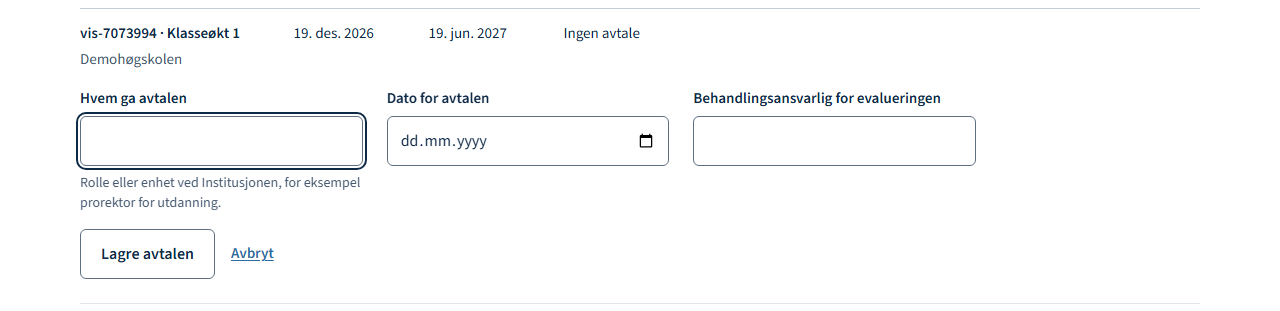 vis-7073994 · Klasseøkt 1 19. des. 2026 19. jun. 2027 Ingen avtale
Demohøgskolen
Hvem ga avtalen Dato for avtalen Behandlingsansvarlig for evalueringen
dd.mm.yyyy
Rolle eller enhet ved Institusjonen, for eksempel
prorektor for utdanning.
Lagre avtalen Avbryt